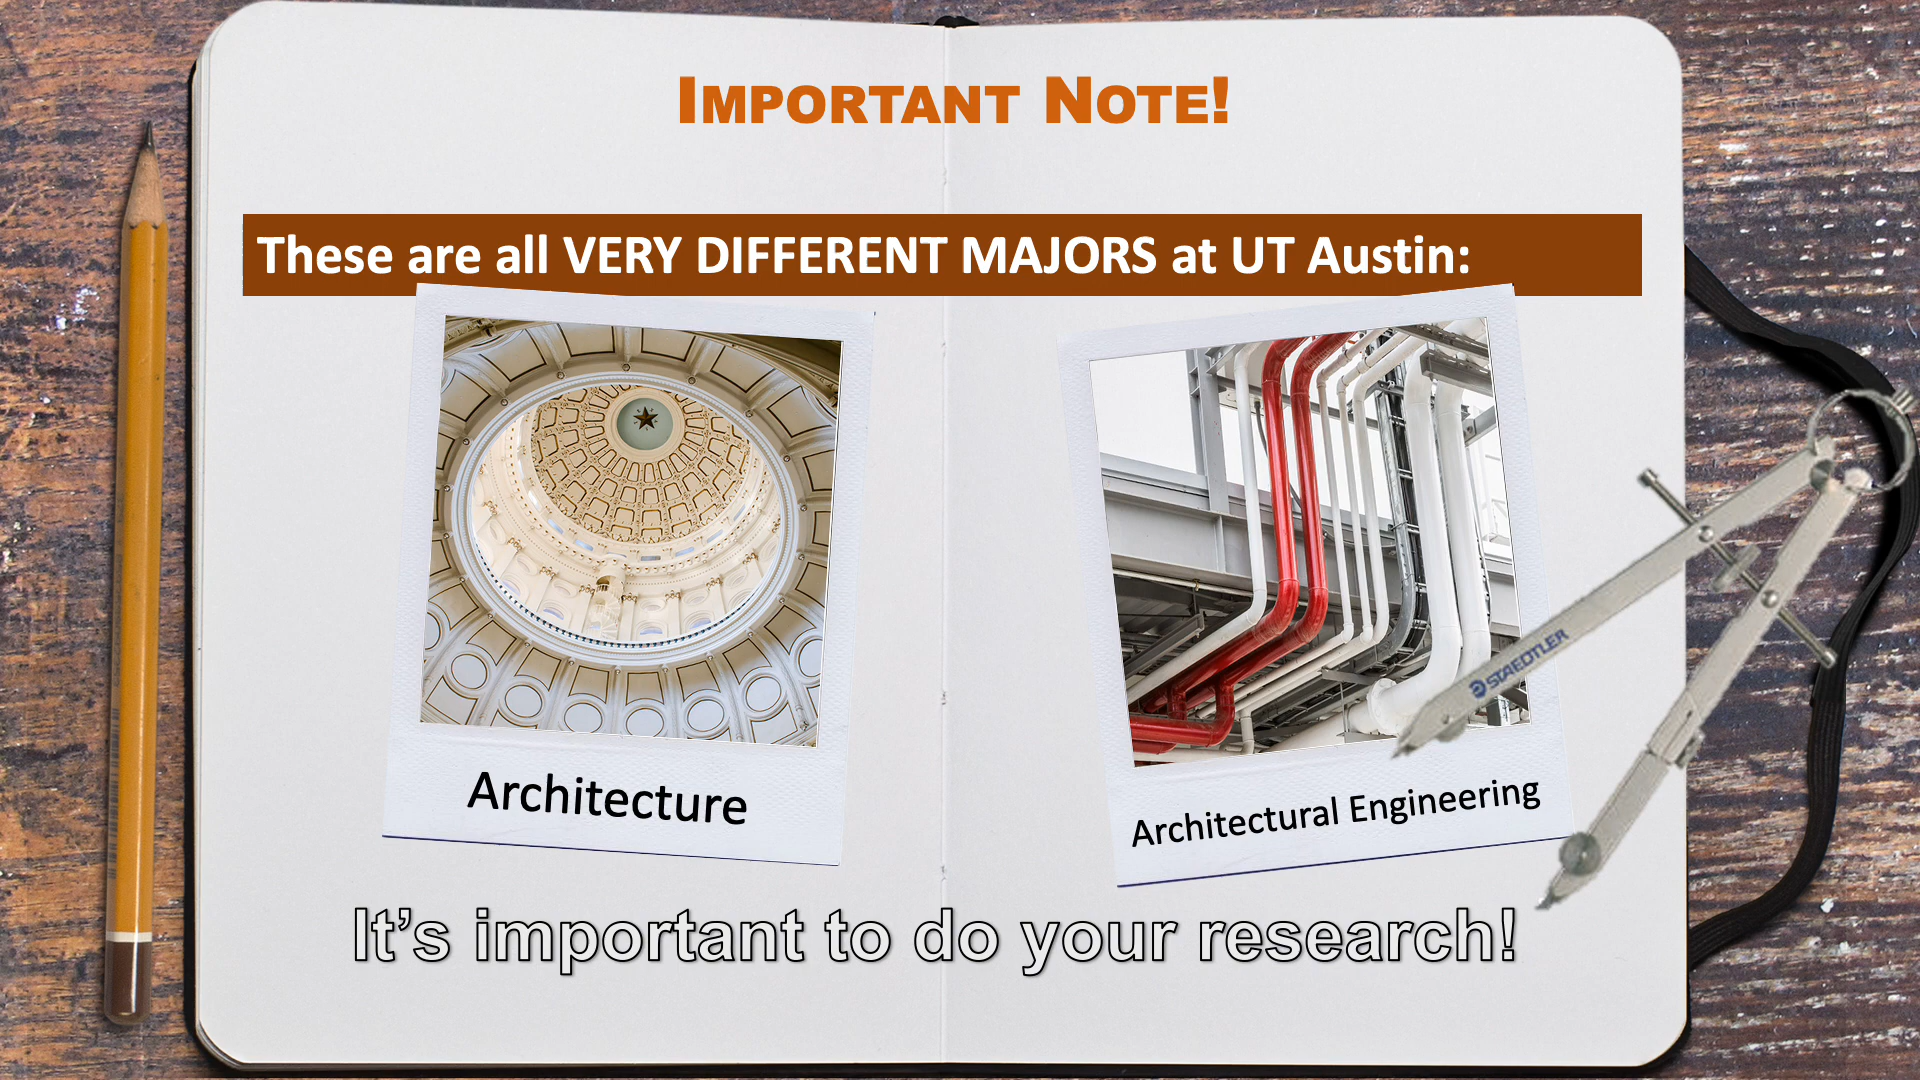 Important Note!
These are all VERY DIFFERENT MAJORS at UT Austin:
Architecture
Architectural Engineering
STAEDTLER
It’s important to do your research!